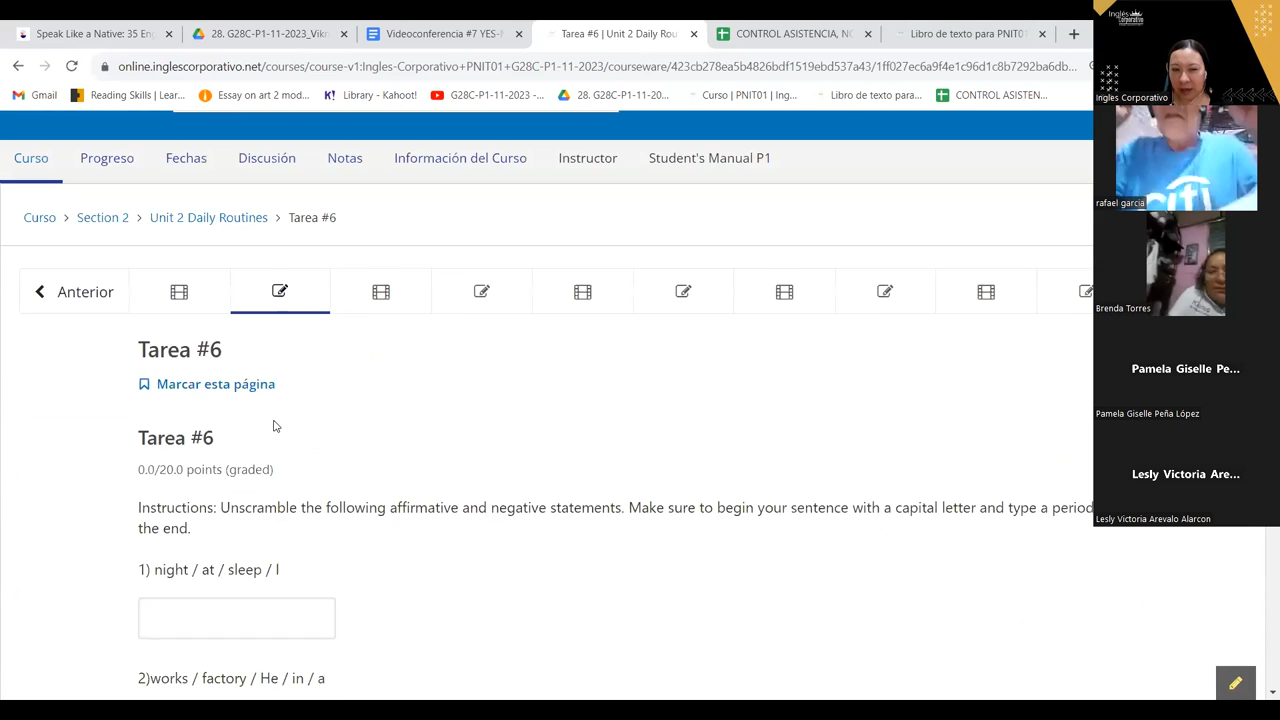 Speak Like a Native: 35 Eng
28. G28C-P1-11-2023_Vikn
Videoconferencia #7 YES-N
Tarea #6 | Unit 2 Daily Rou
CONTROL ASISTENCIA, NO
Libro de texto para PNIT01
online.inglescorporativo.net/courses/course-v1:Ingles-Corporativo+PNIT01+G28C-P1-11-2023/courseware/423cb278ea5b4826bdf1519ebd537a43/1ff027ec6a9f4e1c96d1c8b7292ba6db...
Gmail
Reading Skills | Lear...
Essay on art 2 mod...
Library - Kahoot!
G28C-P1-11-2023 -...
28. G28C-P1-11-20...
Curso | PNIT01 | Ing...
Libro de texto para...
CONTROL ASISTEN...
Curso
Progreso
Fechas
Discusión
Notas
Información del Curso
Instructor
Student's Manual P1
Curso > Section 2 > Unit 2 Daily Routines > Tarea #6
Anterior
Tarea #6
Marcar esta página
Tarea #6
0.0/20.0 points (graded)
Instructions: Unscramble the following affirmative and negative statements. Make sure to begin your sentence with a capital letter and type a period
the end.
1) night / at / sleep / I
2)works / factory / He / in / a
Inglés
Corporativo
Ingles Corporativo
citi
rafael garcia
Brenda Torres
Pamela Giselle Pe...
Pamela Giselle Peña López
Lesly Victoria Are...
Lesly Victoria Arevalo Alarcon